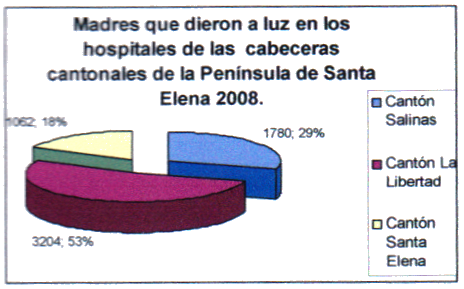 Madres que dieron a luz en los
hospitales de las cabeceras
cantonales de la Península de Santa
Elena 2008.
1062; 18%
1780; 29%
3204; 53%
Cantón
Salinas
Cantón La
Libertad
Cantón
Santa
Elena